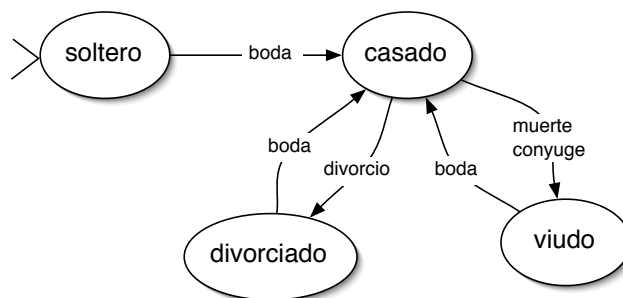 soltero
boda
casado
boda
divorcio
boda
muerte
conyuge
divorciado
viudo